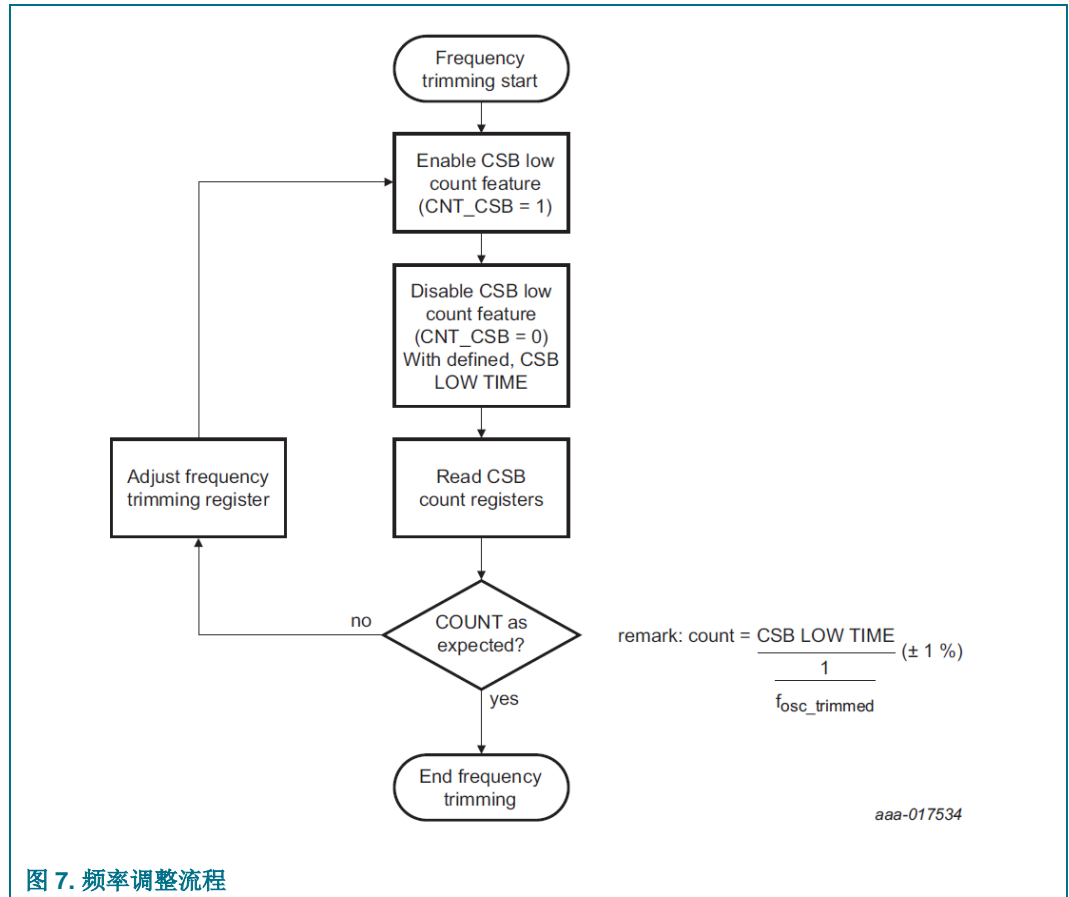 Frequency
trimming start
Enable CSB low
count feature
(CNT_CSB = 1)
Disable CSB low
count feature
(CNT_CSB = 0)
With defined, CSB
LOW TIME
Adjust frequency
trimming register
Read CSB
count registers
no
COUNT as
expected?
remark: count = CSB LOW TIME
(± 1 %)
1
fosc_trimmed
yes
End frequency
trimming
aaa-017534
图 7. 频率调整流程